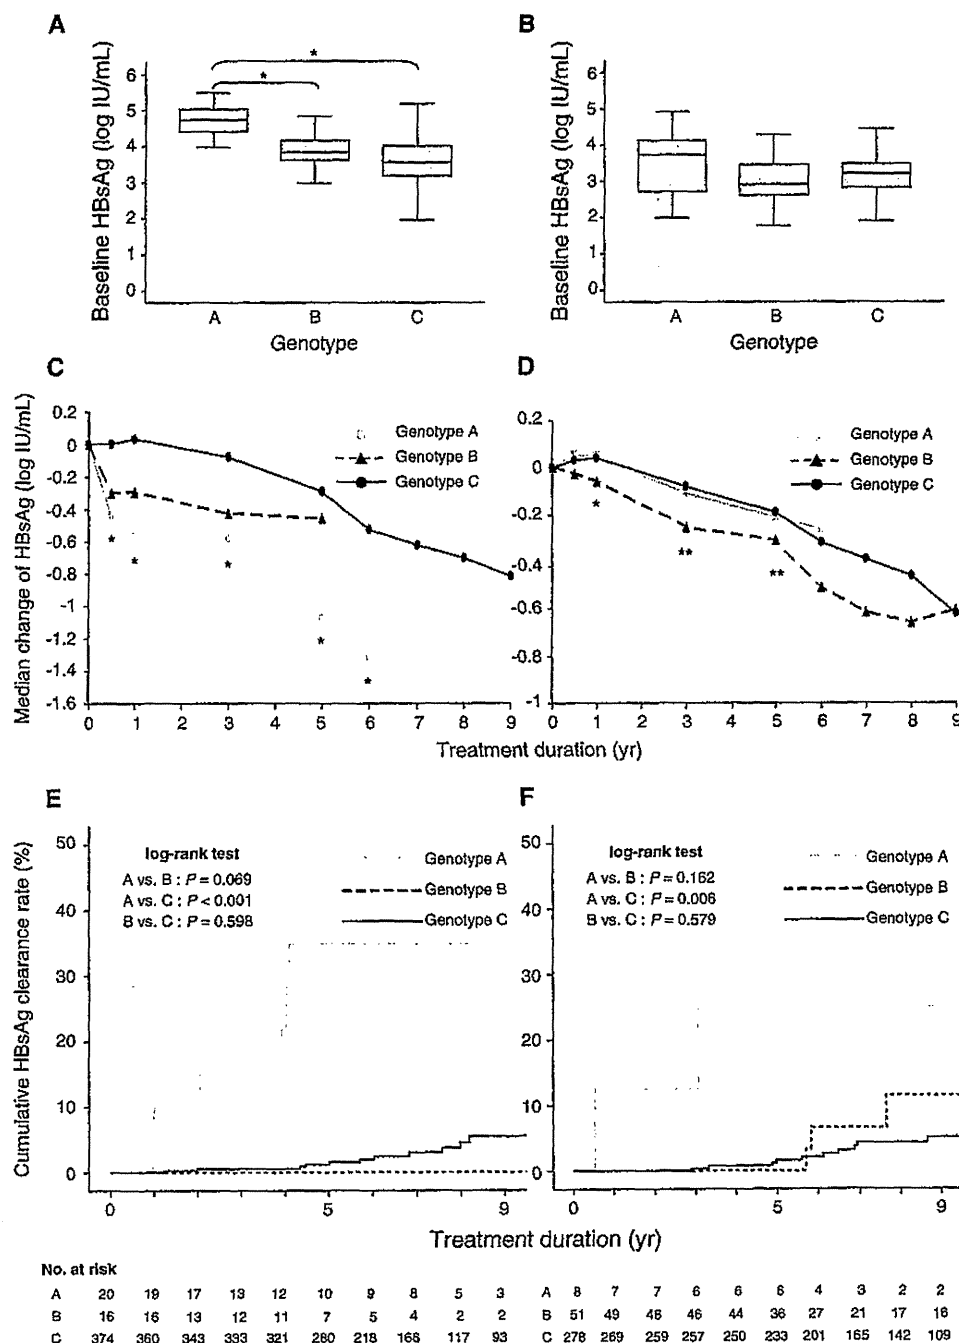 A
B
Baseline HBsAg (log IU/mL)
6
5
4
3
2
1
0
*
*
A B C
Genotype
Baseline HBsAg (log IU/mL)
6
5
4
3
2
1
0
A B C
Genotype
C
D
Median change of HBsAg (log IU/mL)
0.2
0
-0.2
-0.4
-0.6
-0.8
-1
-1.2
-1.4
-1.6
Genotype A
Genotype B
Genotype C
*
*
*
*
*
0 1 2 3 4 5 6 7 8 9
0.2
0
-0.2
-0.4
-0.6
-0.8
-1
Genotype A
Genotype B
Genotype C
*
**
**
0 1 2 3 4 5 6 7 8 9
Treatment duration (yr)
E
F
Cumulative HBsAg clearance rate (%)
50
40
30
20
10
0
log-rank test
A vs. B : P = 0.069
A vs. C : P < 0.001
B vs. C : P = 0.598
Genotype A
Genotype B
Genotype C
0 5 9
50
40
30
20
10
0
log-rank test
A vs. B : P = 0.162
A vs. C : P = 0.006
B vs. C : P = 0.579
Genotype A
Genotype B
Genotype C
0 5 9
Treatment duration (yr)
No. at risk
A 20 19 17 13 12 10 9 8 5 3 A 8 7 7 6 6 6 4 3 2 2
B 16 16 13 12 11 7 5 4 2 2 B 51 49 48 46 44 36 27 21 17 16
C 374 360 343 333 321 280 218 166 117 93 C 278 269 259 257 250 233 201 165 142 109